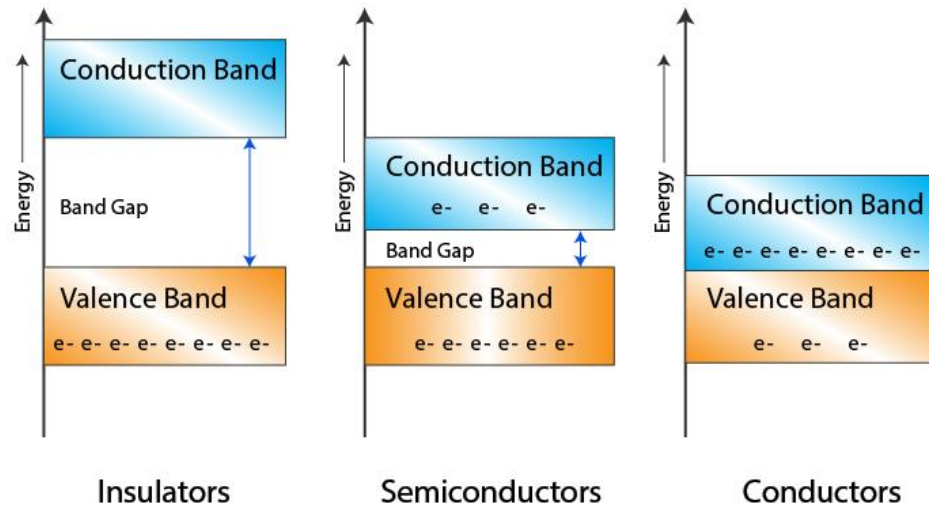 Energy
Conduction Band
Band Gap
Valence Band
e- e- e- e- e- e- e- e-
Insulators
Energy
Conduction Band
e- e- e-
Band Gap
Valence Band
e- e- e- e- e- e-
Semiconductors
Energy
Conduction Band
e- e- e- e- e- e- e- e-
Valence Band
e- e- e-
Conductors